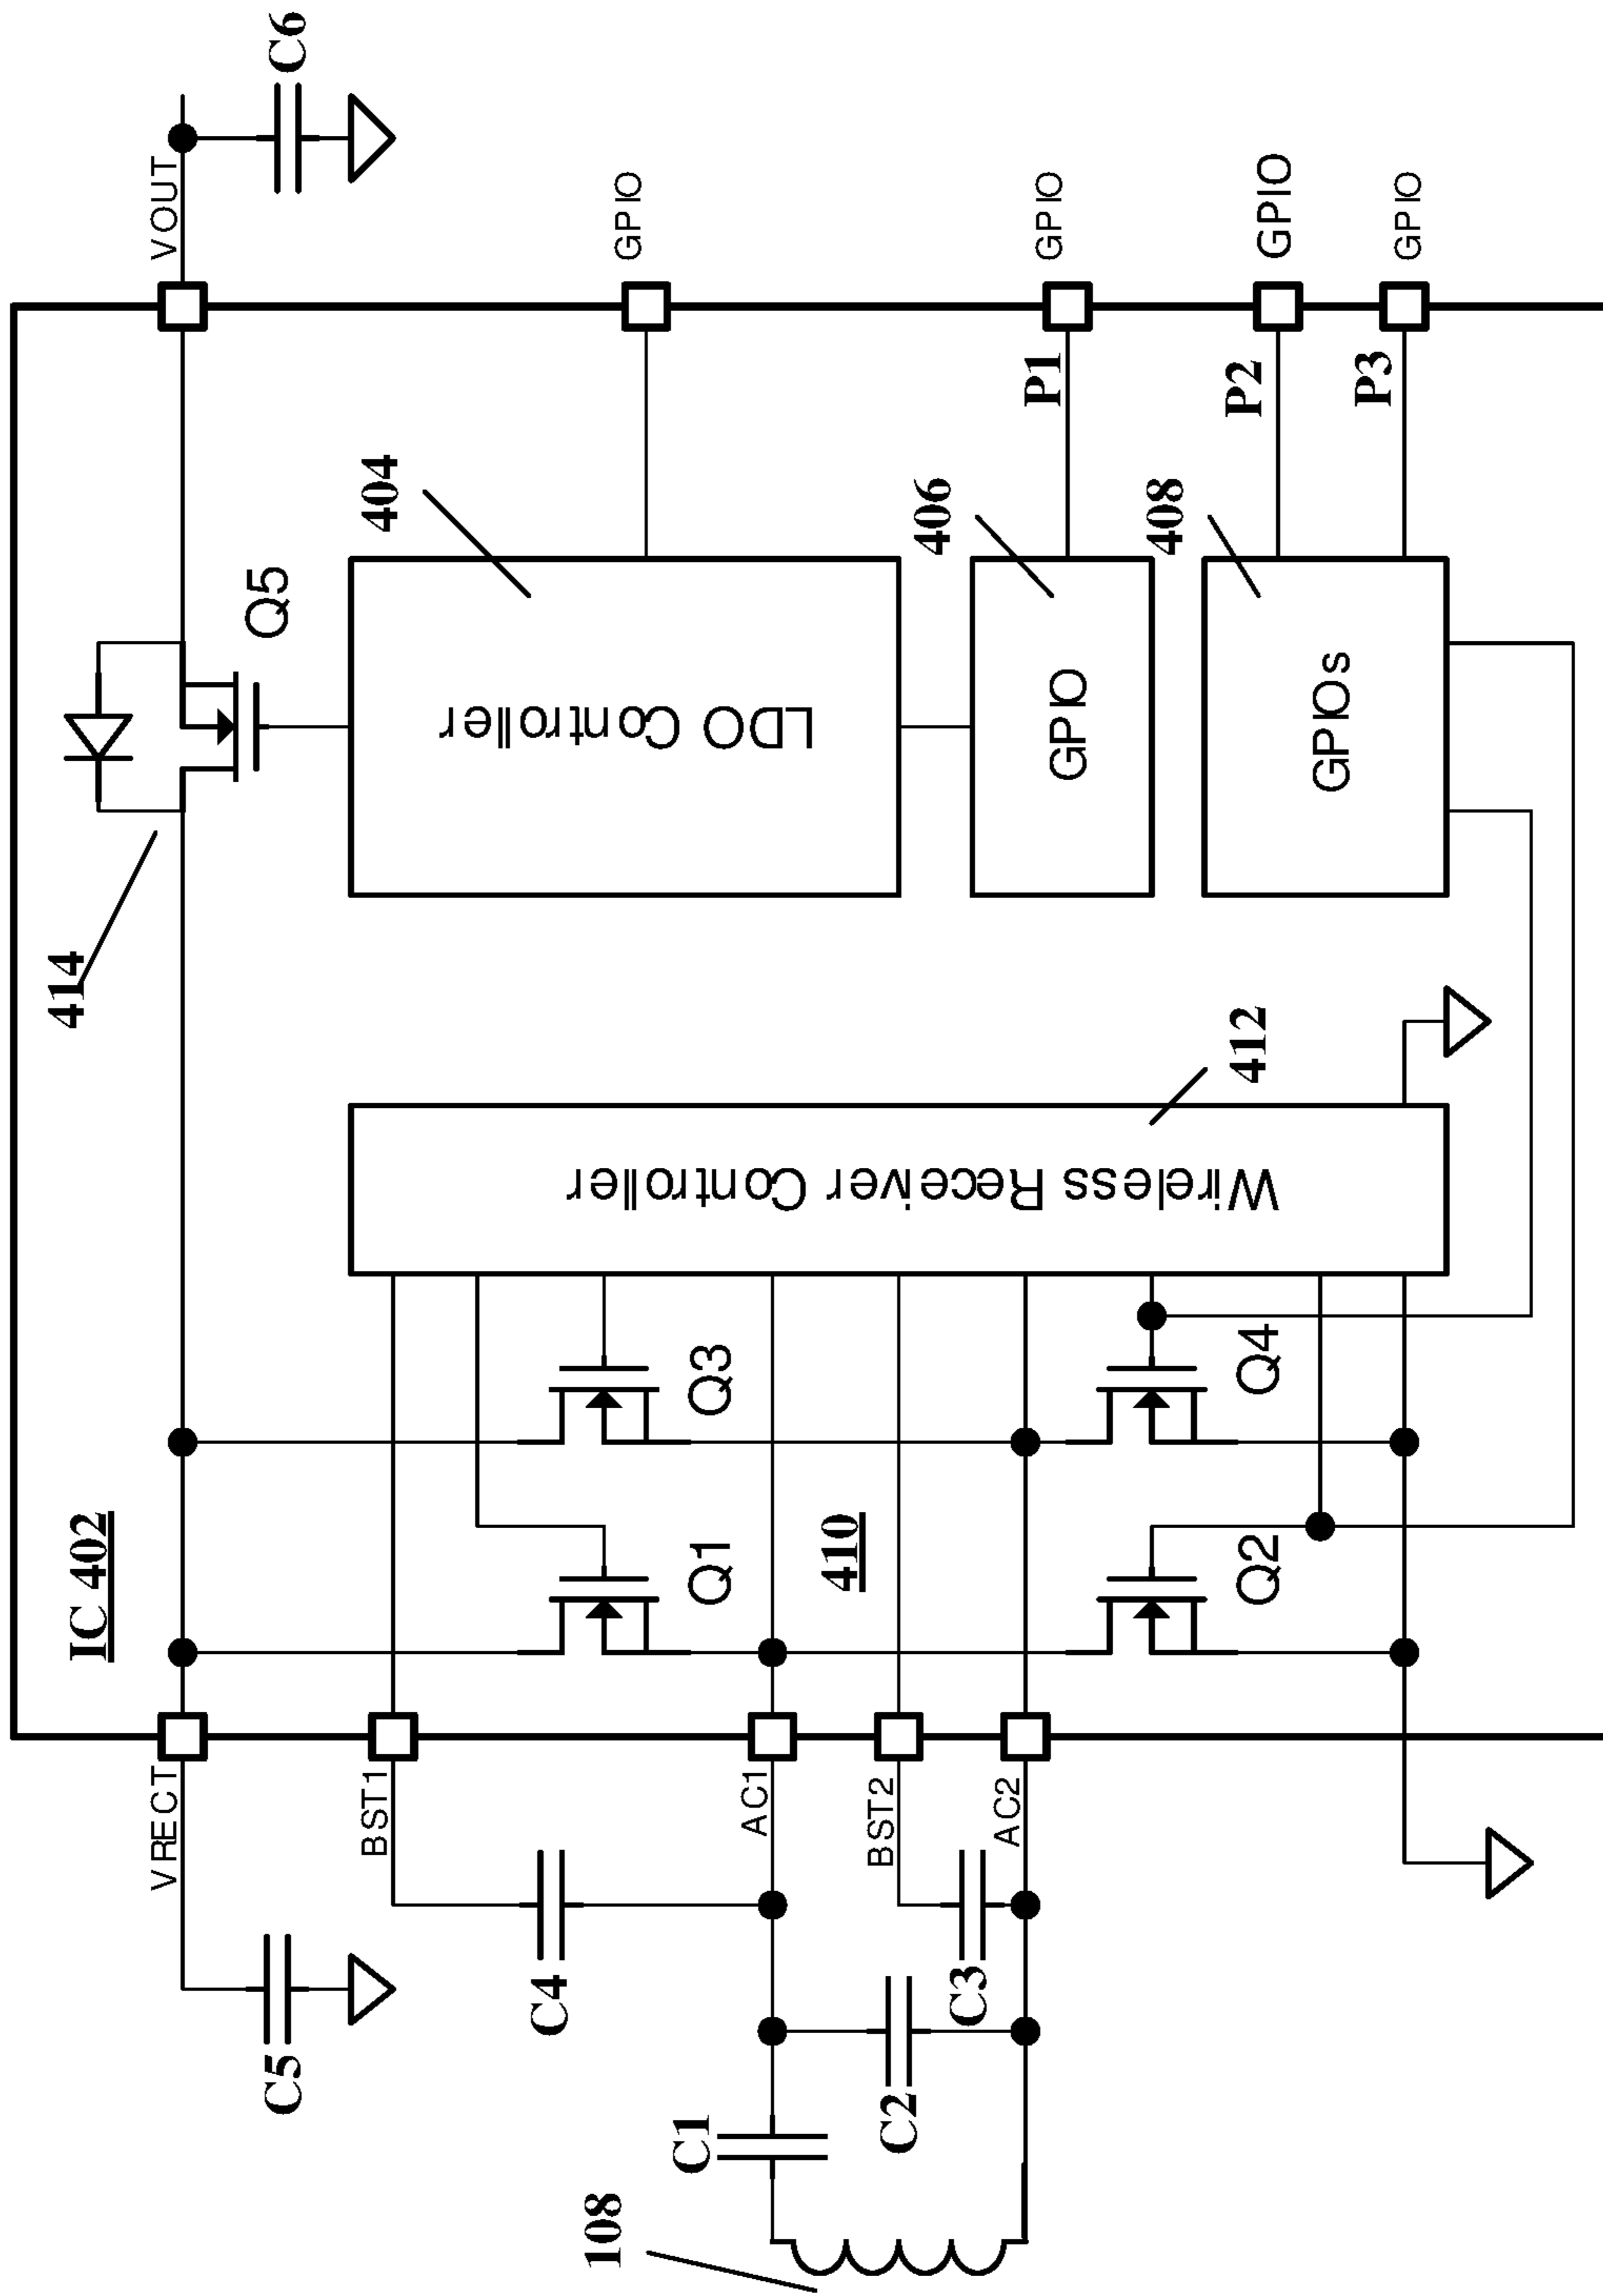 IC 402
414
VRECT
VOUT
C5
C6
Q5
BST1
404
LDO Controller
GPIO
C4
Q1
Q3
Wireless Receiver Controller
412
AC1
C1
108
410
BST2
C2
C3
AC2
406
GPIO
P1
GPIO
408
GPIOs
P2
GPIO
P3
GPIO
Q2
Q4